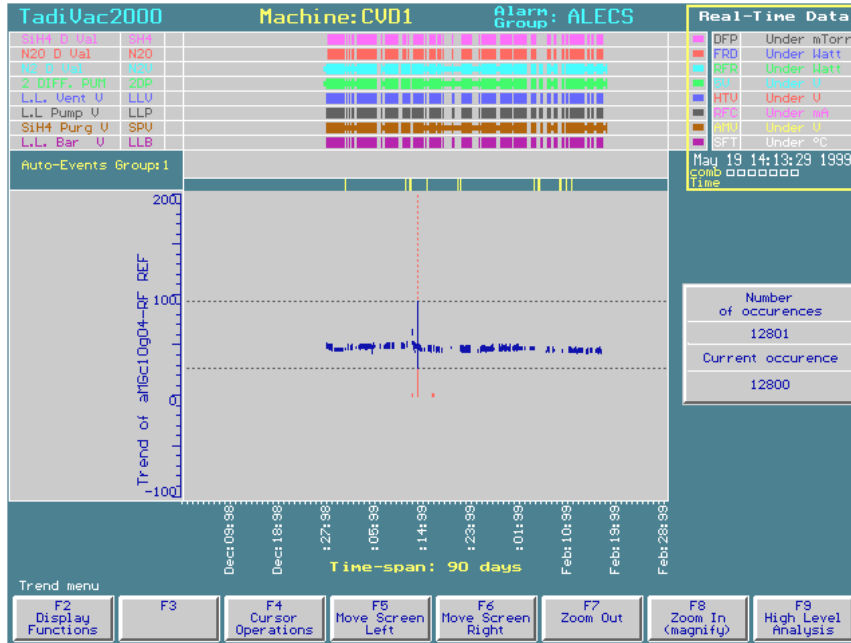 TadiVac2000 Machine:CVD1 Alarm Group: ALECS Real-Time Data
SiH4 D Val SH4 DFP Under mTorr
N2O D Val N2O FRD Under Watt
N2 D Val RFR Under Watt
2 DIFF. PUM 2DP Under V
L.L. Vent V LLV HTV Under V
L.L Pump V LLP RFC Under mA
SiH4 Purg V SPV AMV Under V
L.L. Bar V LLB SFT Under ºC
Auto-Events Group:1
May 19 14:13:29 1999
comb
Time
Trend of aMGc10g04-RF REF
200
100
0
-100
Number
of occurences
12801
Current occurence
12800
Dec:09:98
Dec:18:98
:27:98
:05:99
:14:99
:23:99
:01:99
Feb:10:99
Feb:19:99
Feb:28:99
Time-span: 90 days
Trend menu
F2 Display Functions
F3
F4 Cursor Operations
F5 Move Screen Left
F6 Move Screen Right
F7 Zoom Out
F8 Zoom In (magnify)
F9 High Level Analysis